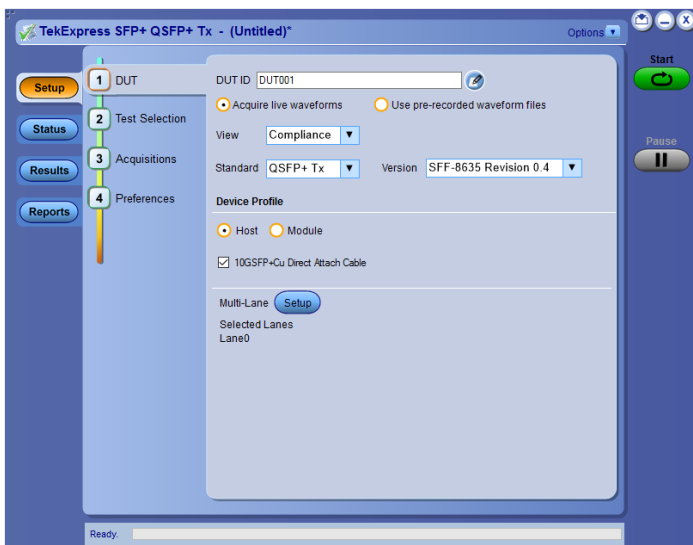 TekExpress SFP+ QSFP+ Tx - (Untitled)*
Options
Start
Pause
Setup
Status
Results
Reports
1 DUT
2 Test Selection
3 Acquisitions
4 Preferences
DUT ID DUT001
Acquire live waveforms Use pre-recorded waveform files
View Compliance
Standard QSFP+ Tx Version SFF-8635 Revision 0.4
Device Profile
Host Module
10GSFP+Cu Direct Attach Cable
Multi-Lane Setup
Selected Lanes
Lane0
Ready.